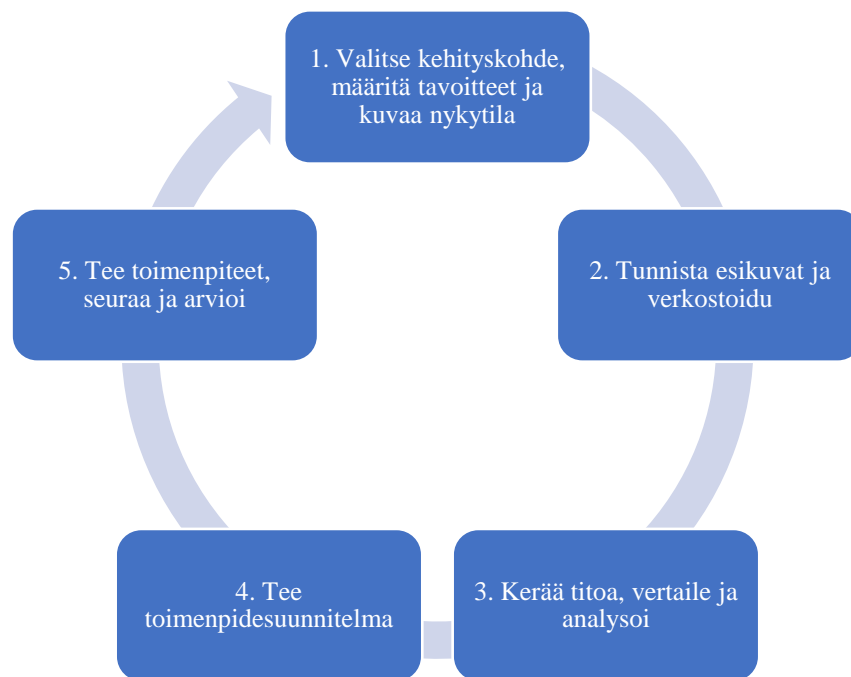 1. Valitse kehityskohde,
määritä tavoitteet ja
kuvaa nykytila
2. Tunnista esikuvat ja
verkostoidu
3. Kerää titoa, vertaile ja
analysoi
4. Tee
toimenpidesuunnitelma
5. Tee toimenpiteet,
seuraa ja arvioi